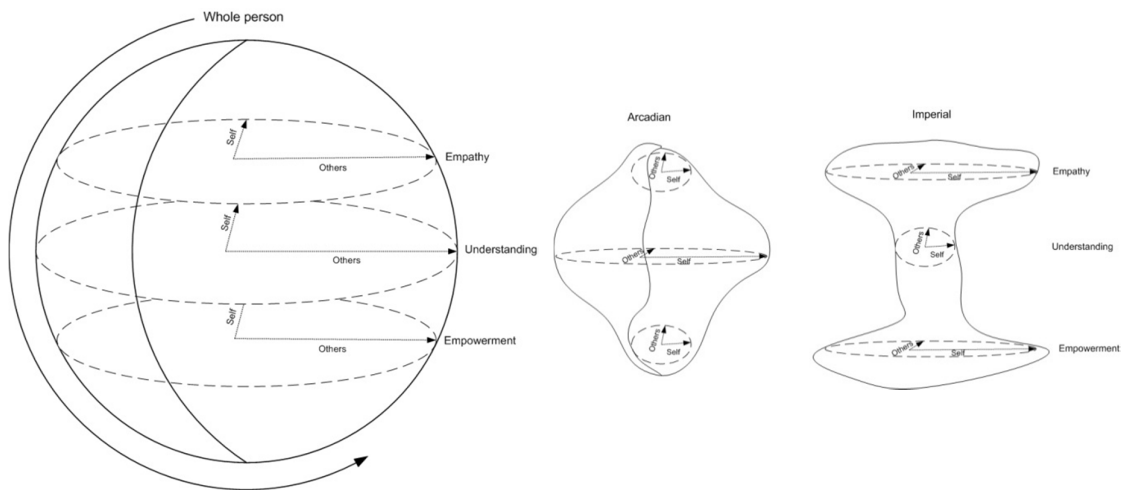 Whole person
Self
Others
Empathy
Self
Others
Understanding
Self
Others
Empowerment
Arcadian
Others
Self
Others
Self
Others
Self
Imperial
Others
Self
Empathy
Others
Self
Understanding
Others
Self
Empowerment